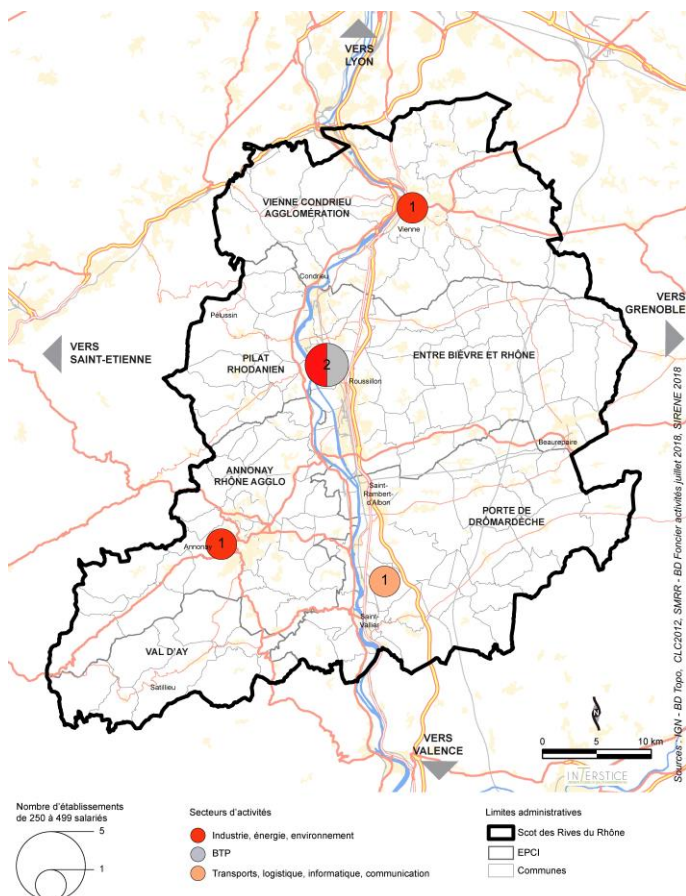 VERS
LYON
VIENNE CONDRIEU
AGGLOMÉRATION
1
Vienne
Condrieu
VERS
GRENOBLE
VERS
SAINT-ETIENNE
Pélussin
PILAT
RHODANIEN
2
ENTRE BIÈVRE ET RHÔNE
Roussillon
Beaurepaire
ANNONAY
RHÔNE AGGLO
Saint-
Rambert-
d'Albon
PORTE DE
DRÔMARDÈCHE
Annonay
1
1
Saint-
Vallier
VAL D'AY
Satillieu
N
VERS
VALENCE
0 5 10 km
INTERSTICE
Sources : IGN - BD Topo, CLC2012, SMRR - BD Foncier activités juillet 2018, SIRENE 2018
Nombre d'établissements
de 250 à 499 salariés
5
1
Secteurs d'activités
Industrie, énergie, environnement
BTP
Transports, logistique, informatique, communication
Limites administratives
Scot des Rives du Rhône
EPCI
Communes